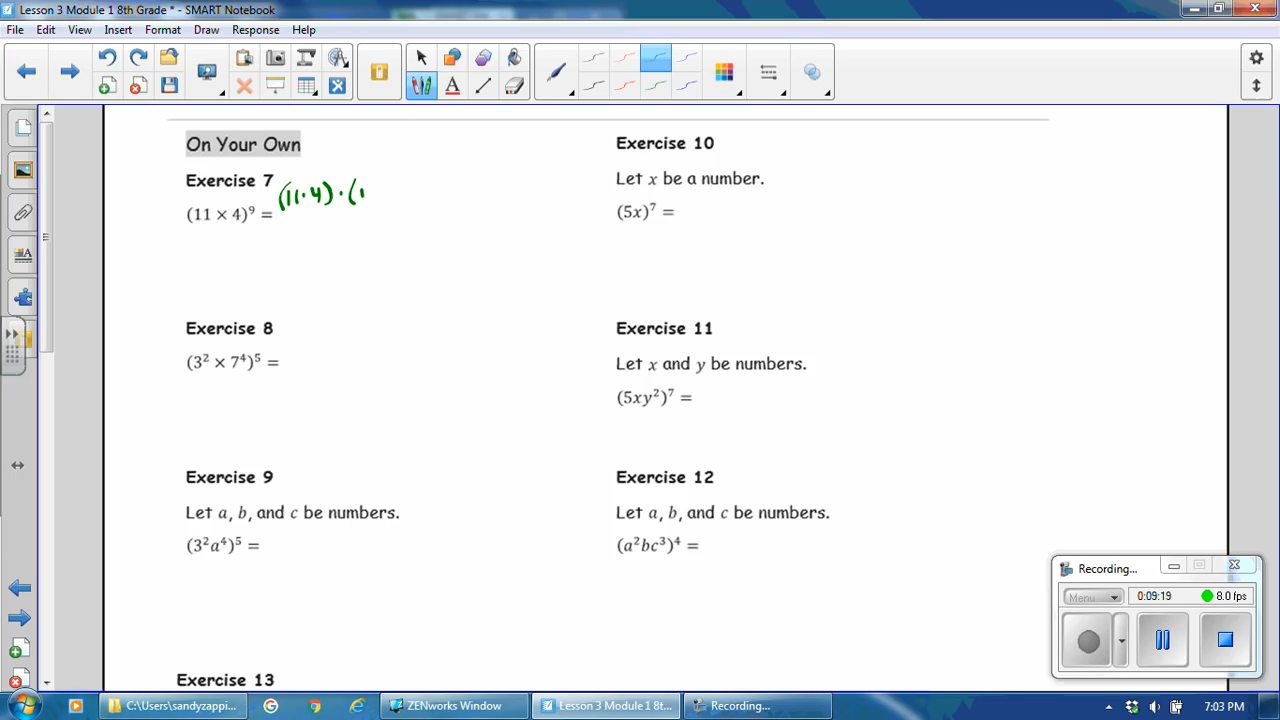 Lesson 3 Module 1 8th Grade * - SMART Notebook
File Edit View Insert Format Draw Response Help
On Your Own
Exercise 7
(11·4)·(1
(11 × 4)⁹ =
Exercise 8
(3² × 7⁴)⁵ =
Exercise 9
Let a, b, and c be numbers.
(3²a⁴)⁵ =
Exercise 10
Let x be a number.
(5x)⁷ =
Exercise 11
Let x and y be numbers.
(5xy²)⁷ =
Exercise 12
Let a, b, and c be numbers.
(a²bc³)⁴ =
Exercise 13
Recording...
Menu 0:09:19 8.0 fps
C:\Users\sandyzappi... ZENworks Window Lesson 3 Module 1 8t... Recording... 7:03 PM